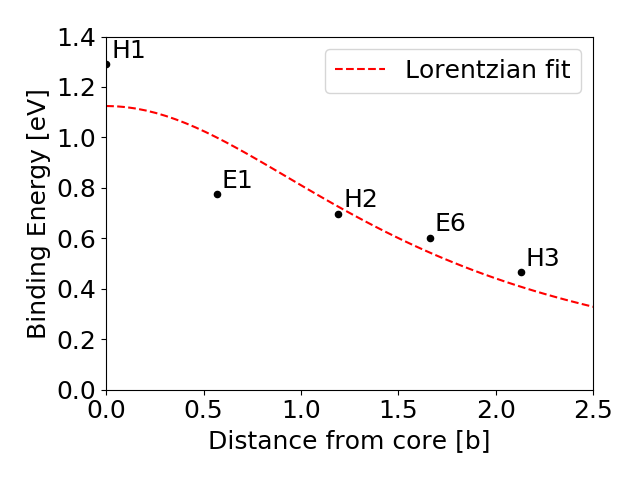 1.4
1.2
1.0
0.8
0.6
0.4
0.2
0.0
Binding Energy [eV]
H1
E1
H2
E6
H3
Lorentzian fit
0.0 0.5 1.0 1.5 2.0 2.5
Distance from core [b]